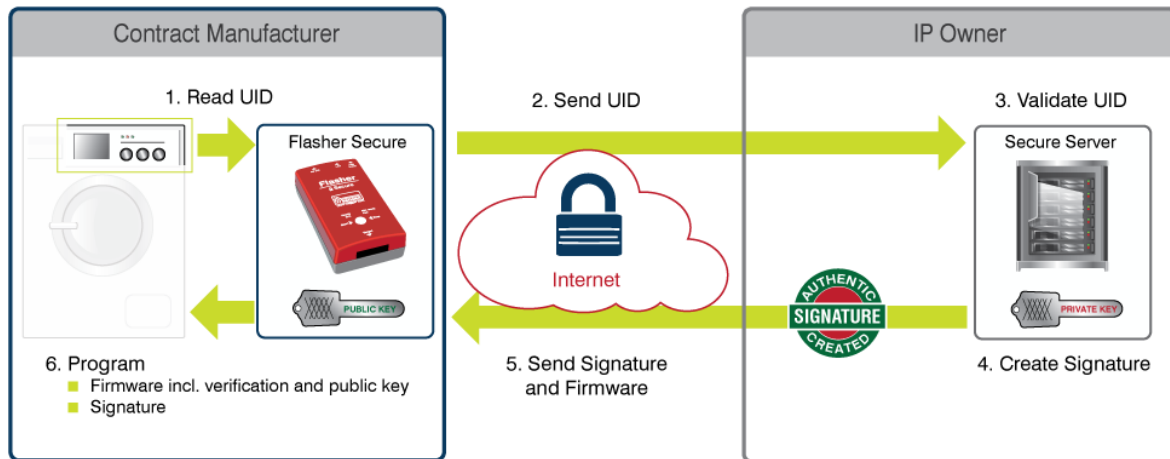 Contract Manufacturer
IP Owner
1. Read UID
2. Send UID
3. Validate UID
Flasher Secure
Secure Server
Flasher
Secure
Internet
AUTHENTIC
SIGNATURE
CREATED
PUBLIC KEY
PRIVATE KEY
6. Program
Firmware incl. verification and public key
Signature
5. Send Signature
and Firmware
4. Create Signature